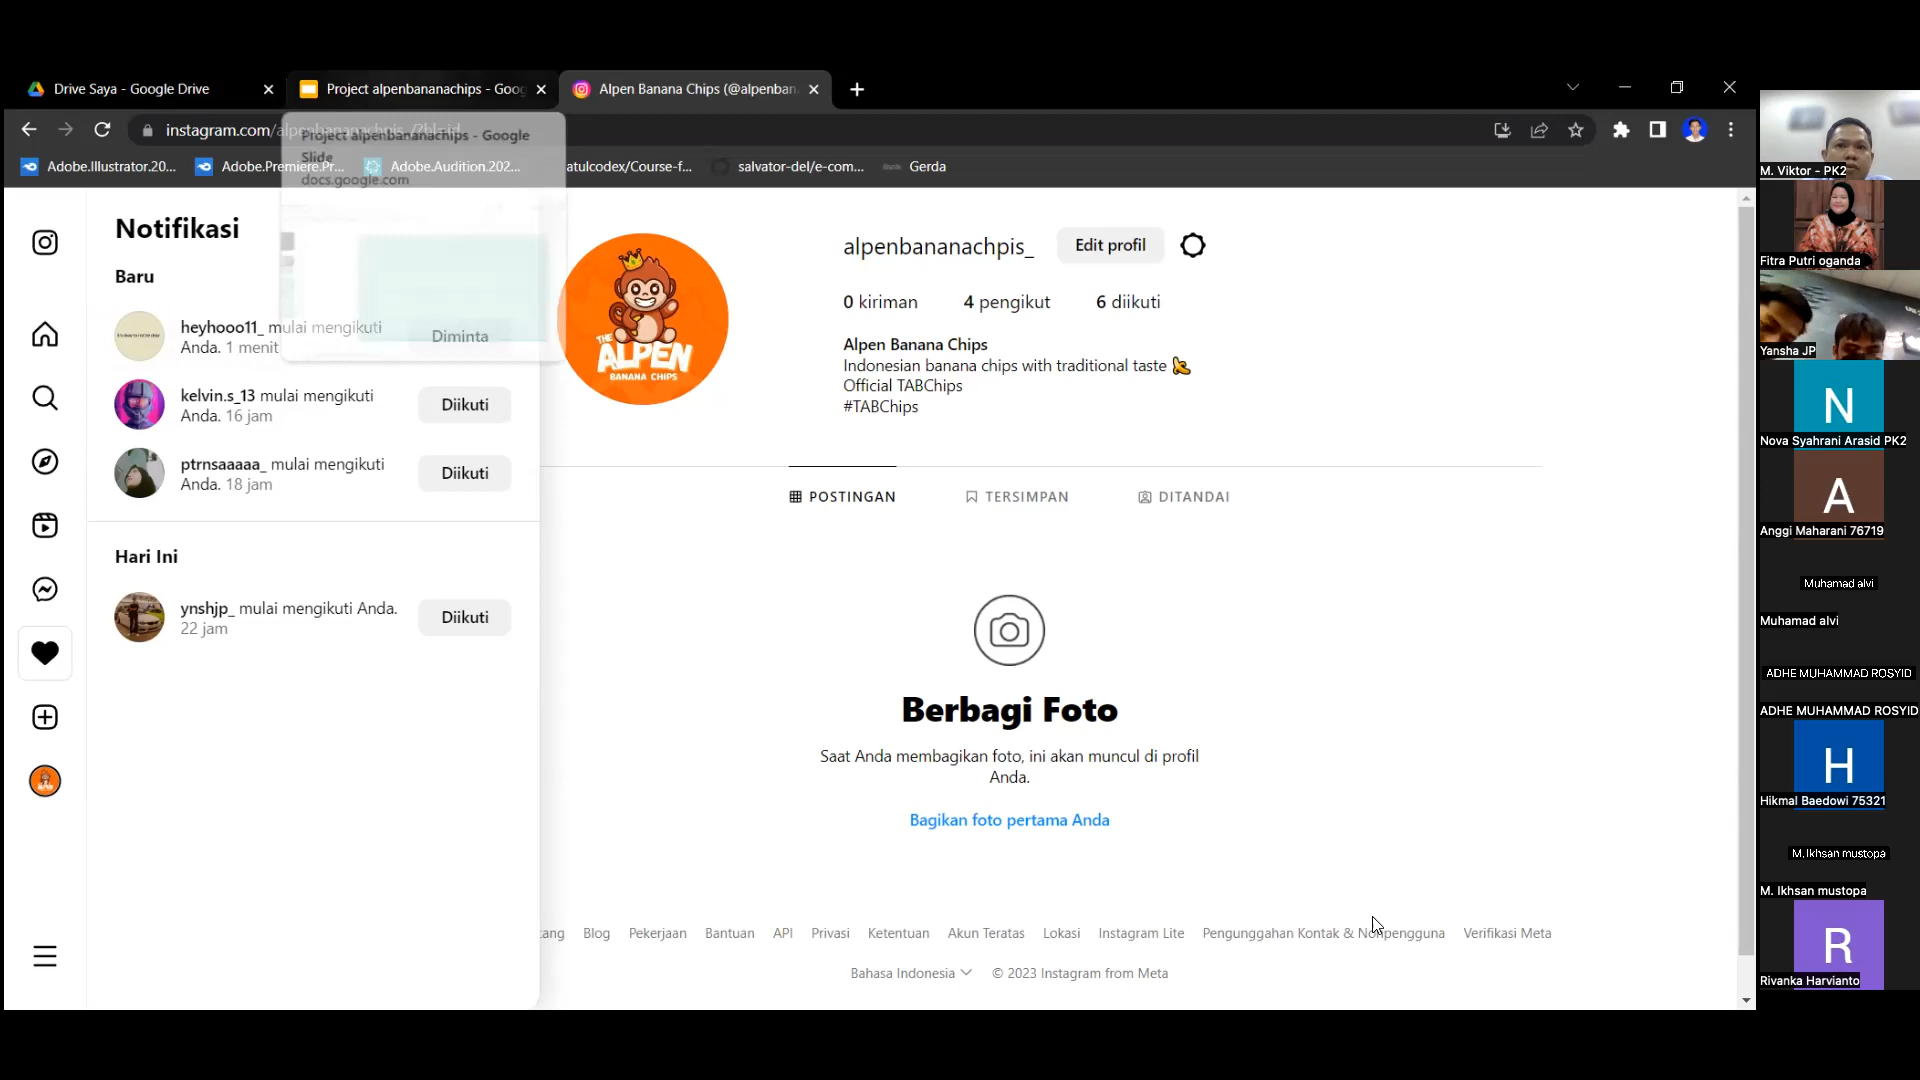 Drive Saya - Google Drive
Project alpenbananachips - Goog
Alpen Banana Chips (@alpenban
instagram.com/alpenbananachpis_/?hl=id
Project alpenbananachips - Google
Slide
docs.google.com
Adobe.Illustrator.20...
Adobe.Premiere.Pr...
Adobe.Audition.202...
atulcodex/Course-f...
salvator-del/e-com...
Gerda
Notifikasi
Baru
heyhooo11_ mulai mengikuti
Anda. 1 menit
Diminta
kelvin.s_13 mulai mengikuti
Anda. 16 jam
Diikuti
ptrnsaaaaa_ mulai mengikuti
Anda. 18 jam
Diikuti
Hari Ini
ynshjp_ mulai mengikuti Anda.
22 jam
Diikuti
THE
ALPEN
BANANA CHIPS
alpenbananachpis_
Edit profil
0 kiriman
4 pengikut
6 diikuti
Alpen Banana Chips
Indonesian banana chips with traditional taste
Official TABChips
#TABChips
POSTINGAN
TERSIMPAN
DITANDAI
Berbagi Foto
Saat Anda membagikan foto, ini akan muncul di profil
Anda.
Bagikan foto pertama Anda
tang
Blog
Pekerjaan
Bantuan
API
Privasi
Ketentuan
Akun Teratas
Lokasi
Instagram Lite
Pengunggahan Kontak & Nonpengguna
Verifikasi Meta
Bahasa Indonesia
© 2023 Instagram from Meta
M. Viktor - PK2
Fitra Putri oganda
Yansha JP
N
Nova Syahrani Arasid PK2
A
Anggi Maharani 76719
Muhamad alvi
Muhamad alvi
ADHE MUHAMMAD ROSYID
ADHE MUHAMMAD ROSYID
H
Hikmal Baedowi 75321
M. Ikhsan mustopa
M. Ikhsan mustopa
R
Rivanka Harvianto